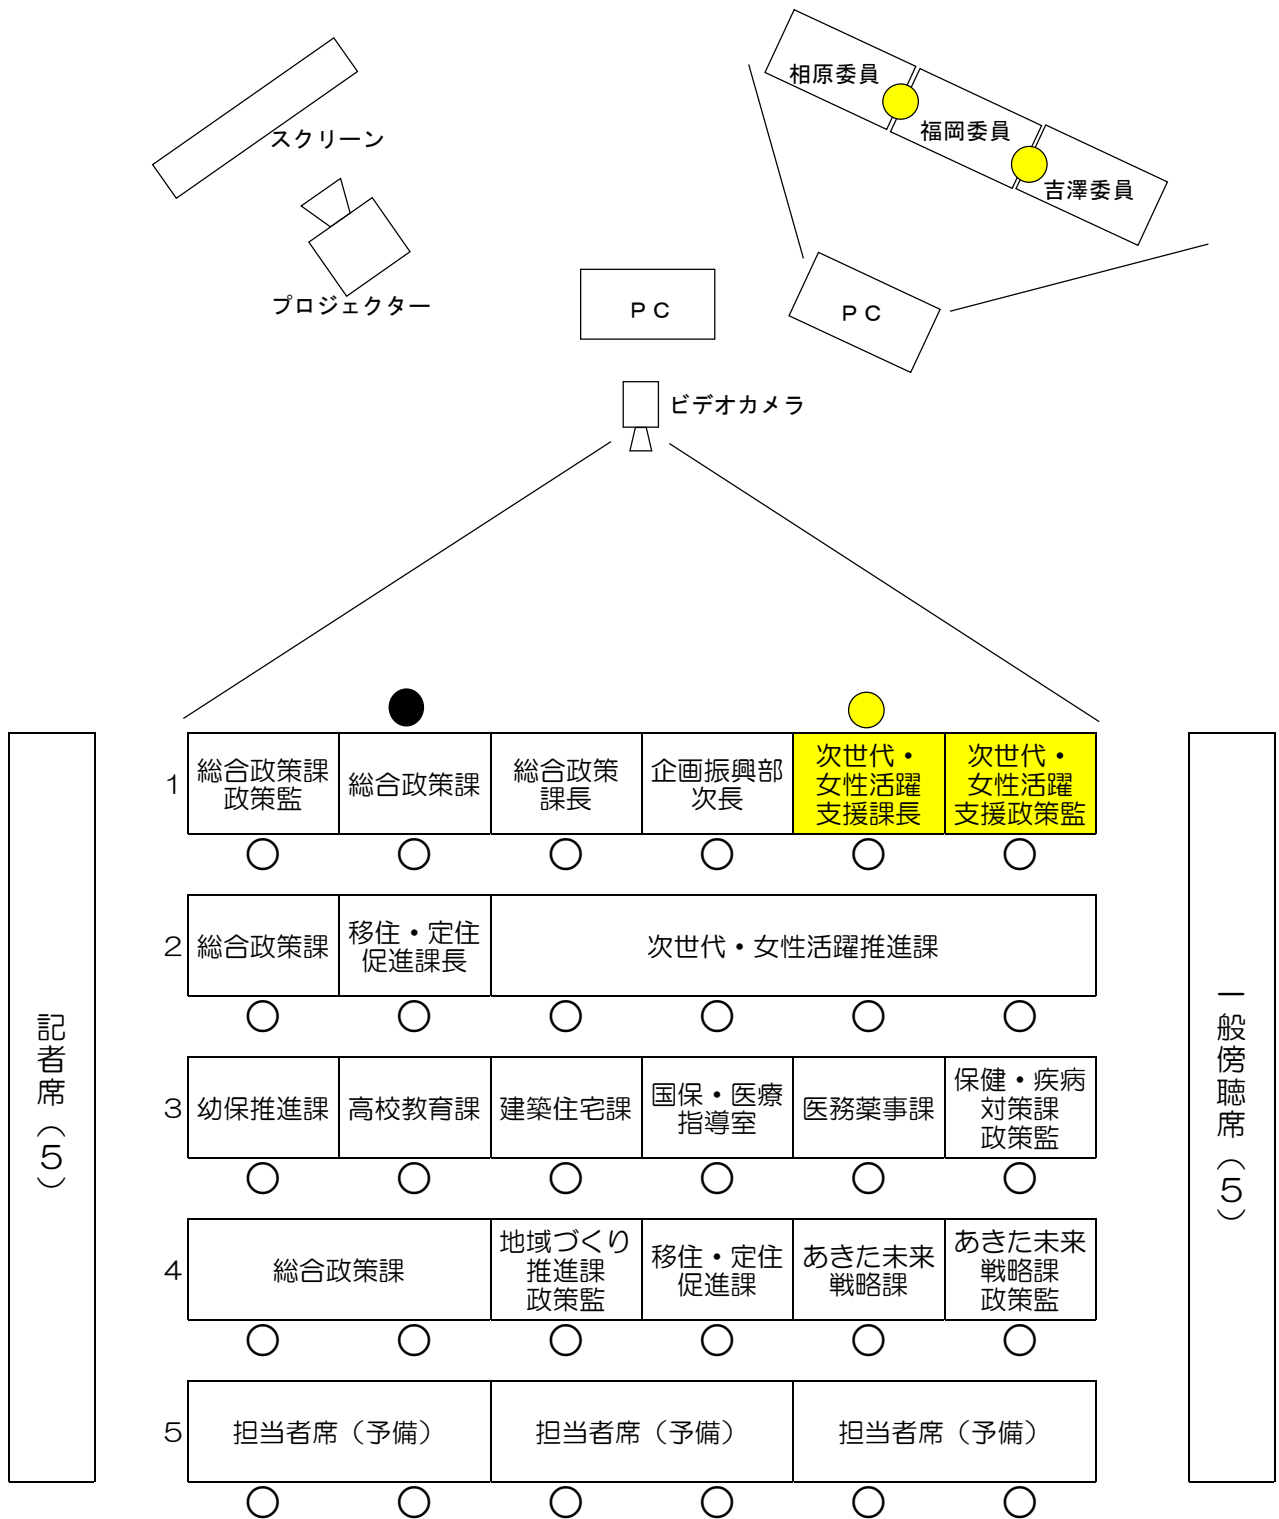 相原委員
福岡委員
吉澤委員
スクリーン
プロジェクター
ＰＣ
ＰＣ
ビデオカメラ
記者席（５）
一般傍聴席（５）
1
総合政策課
政策監
総合政策課
総合政策
課長
企画振興部
次長
次世代・
女性活躍
支援課長
次世代・
女性活躍
支援政策監
2
総合政策課
移住・定住
促進課長
次世代・女性活躍推進課
3
幼保推進課
高校教育課
建築住宅課
国保・医療
指導室
医務薬事課
保健・疾病
対策課
政策監
4
総合政策課
地域づくり
推進課
政策監
移住・定住
促進課
あきた未来
戦略課
あきた未来
戦略課
政策監
5
担当者席（予備）
担当者席（予備）
担当者席（予備）